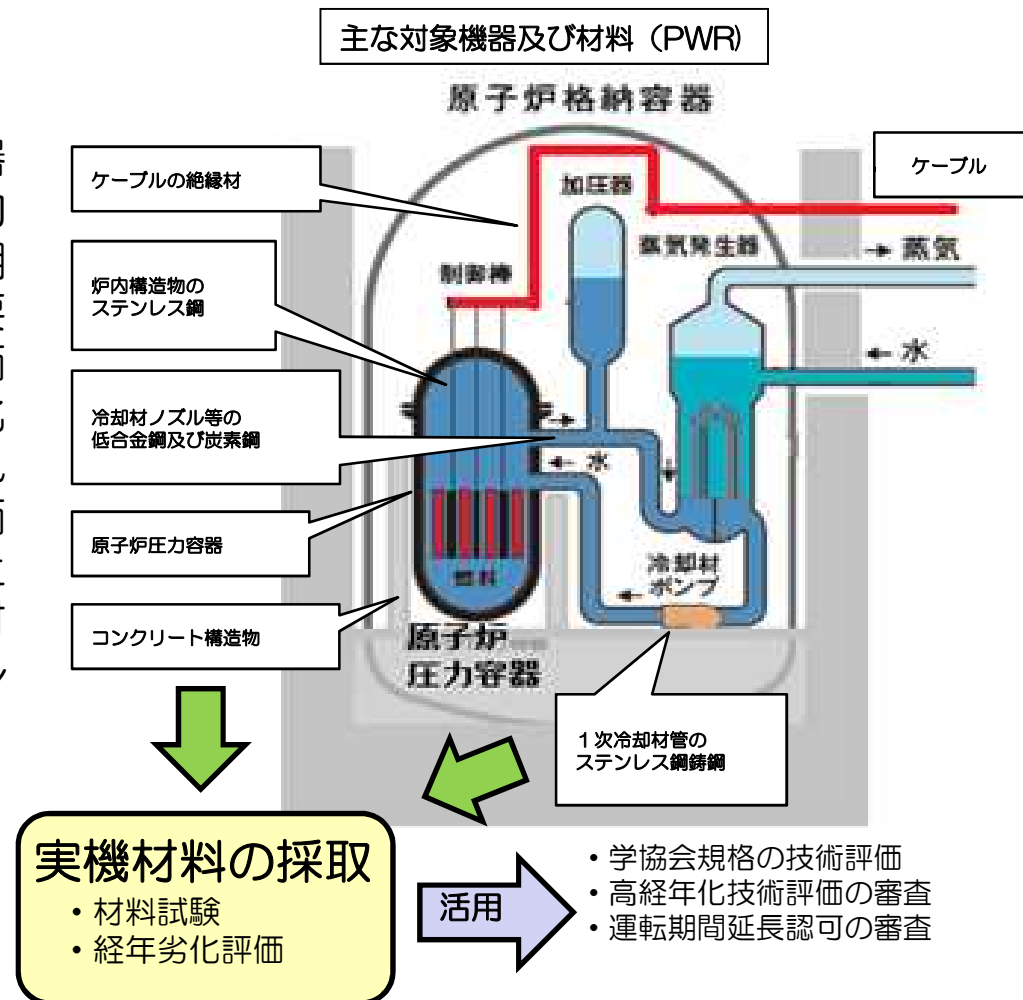 主な対象機器及び材料（PWR)
原子炉格納容器
ケーブルの絶縁材
加圧器
ケーブル
蒸気発生器
→ 蒸気
制御棒
炉内構造物の
ステンレス鋼
← 水
冷却材ノズル等の
低合金鋼及び炭素鋼
← 水
原子炉圧力容器
燃料
冷却材
ポンプ
コンクリート構造物
原子炉
圧力容器
１次冷却材管の
ステンレス鋼鋳鋼
実機材料の採取
・材料試験
・経年劣化評価
活用
・学協会規格の技術評価
・高経年化技術評価の審査
・運転期間延長認可の審査